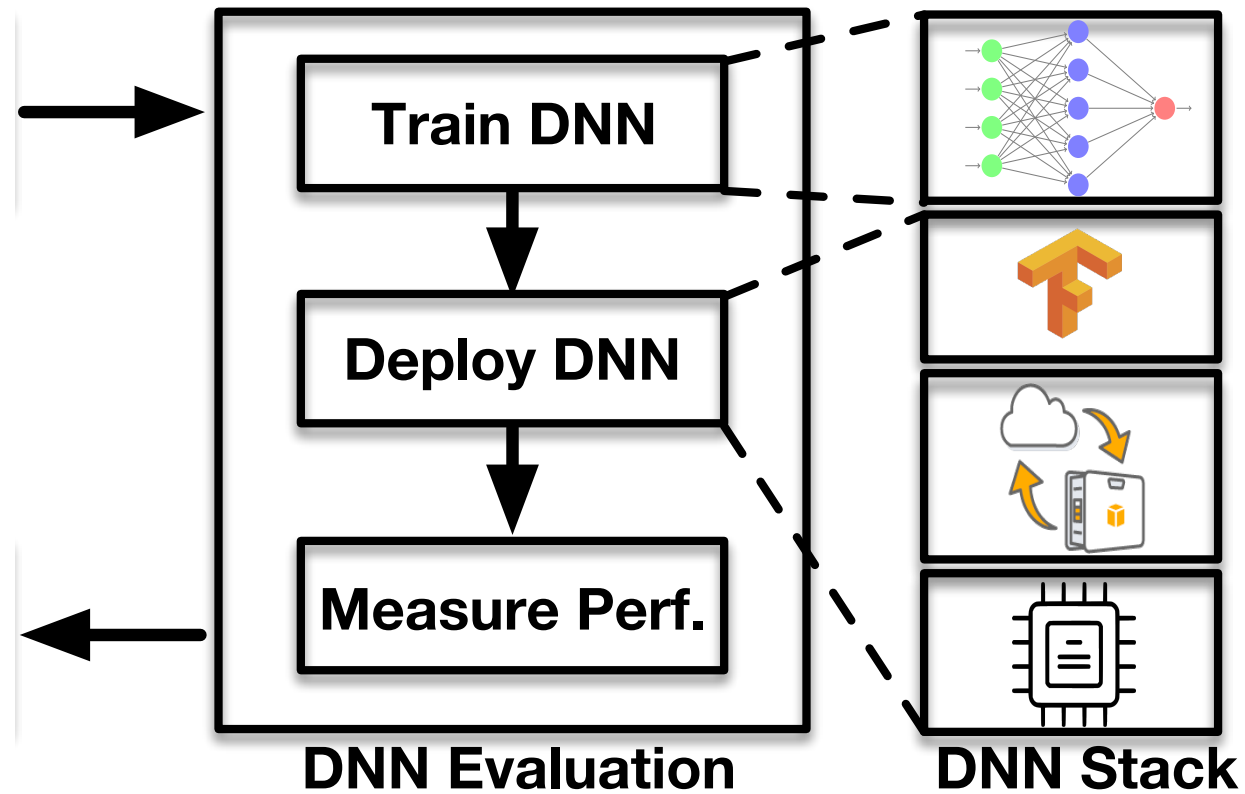 Train DNN
Deploy DNN
Measure Perf.
DNN Evaluation
DNN Stack